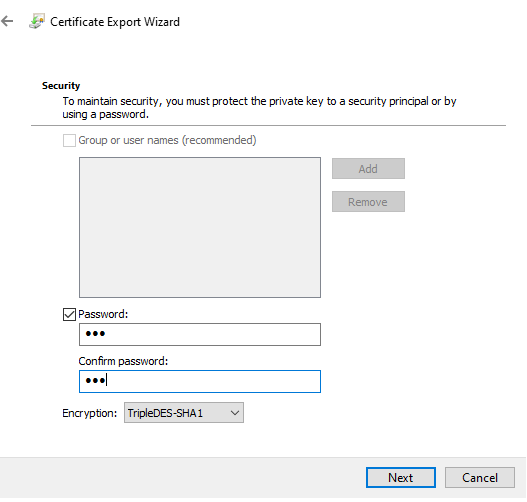 Certificate Export Wizard
Security
To maintain security, you must protect the private key to a security principal or by
using a password.
Group or user names (recommended)
Add
Remove
Password:
•••
Confirm password:
•••
Encryption: TripleDES-SHA1
Next Cancel